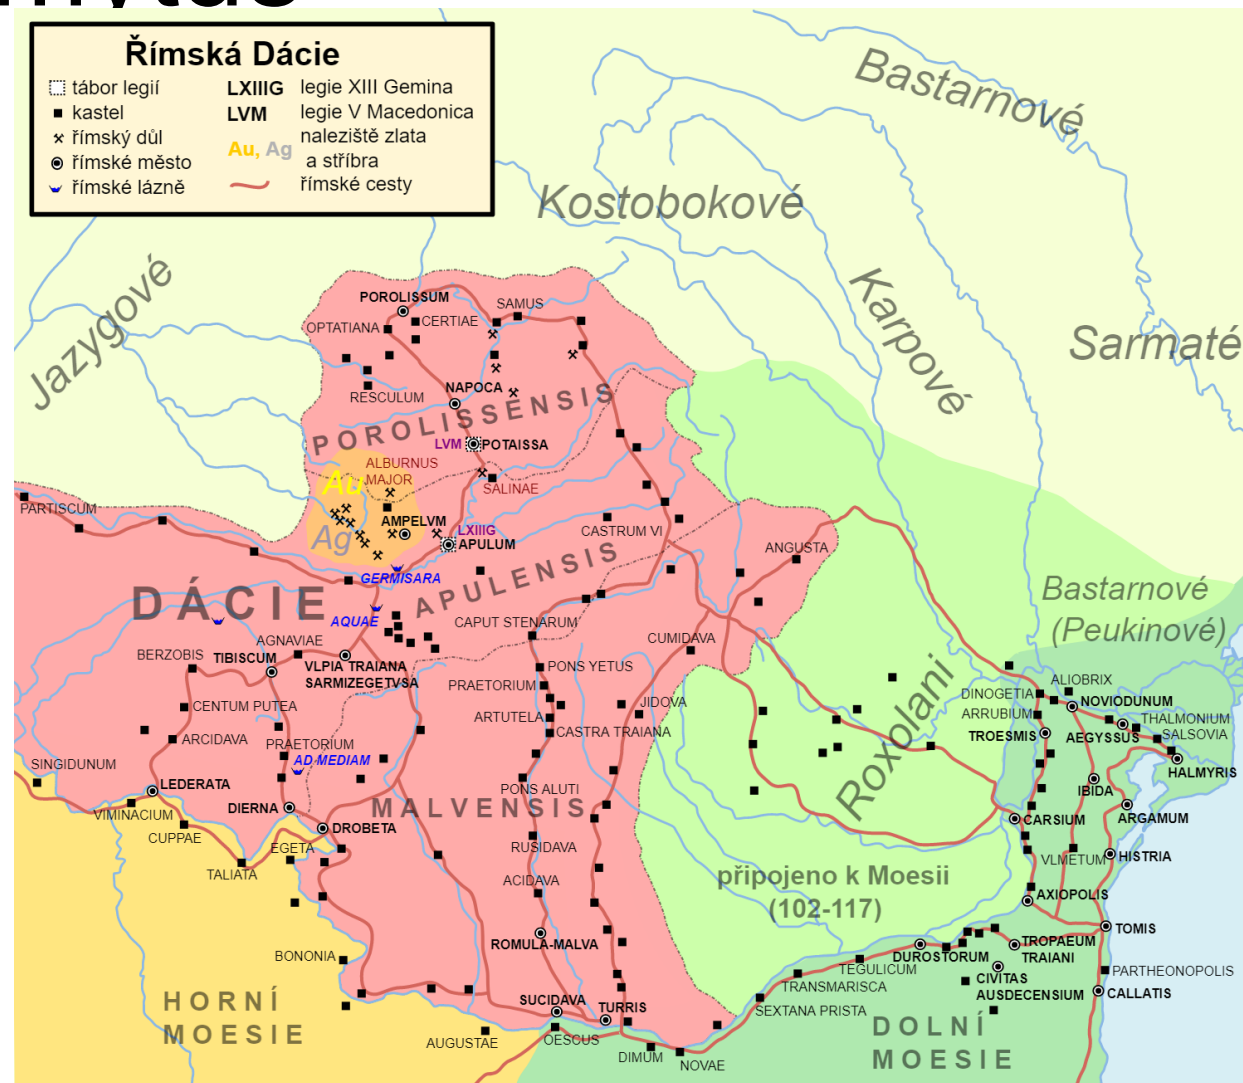 Římská Dácie
tábor legií
kastel
římský důl
římské město
římské lázně
LXIIIG legie XIII Gemina
LVM legie V Macedonica
Au, Ag naleziště zlata
a stříbra
římské cesty
Bastarnové
Kostobokové
Jazygové
Karpové
Sarmaté
POROLISSUM
SAMUS
OPTATIANA
CERTIAE
NAPOCA
RESCULUM
POROLISSENSIS
LVM
POTAISSA
ALBURNUS
MAJOR
Au
SALINAE
PARTISCUM
AMPELVM
LXIIIG
CASTRUM VI
Ag
APULUM
ANGUSTA
GERMISARA
APULENSIS
DÁCIE
Bastarnové
(Peukinové)
AQUAE
CAPUT STENARUM
AGNAVIAE
CUMIDAVA
BERZOBIS
TIBISCUM
VLPIA TRAIANA
SARMIZEGETVSA
PONS YETUS
PRAETORIUM
ALIOBRIX
DINOGETIA
NOVIODUNUM
CENTUM PUTEA
JIDOVA
ARRUBIUM
ARTUTELA
THALMONIUM
CASTRA TRAIANA
TROESMIS
AEGYSSUS
SALSOVIA
ARCIDAVA
PRAETORIUM
Roxolani
AD MEDIAM
SINGIDUNUM
HALMYRIS
LEDERATA
PONS ALUTI
IBIDA
VIMINACIUM
DIERNA
MALVENSIS
ARGAMUM
CARSIUM
DROBETA
CUPPAE
EGETA
RUSIDAVA
VLMETUM
HISTRIA
TALIATA
připojeno k Moesii
(102-117)
ACIDAVA
AXIOPOLIS
TOMIS
ROMULA-MALVA
TROPAEUM
TRAIANI
BONONIA
DUROSTORUM
TEGULICUM
PARTHEONOPOLIS
CIVITAS
AUSDECENSIUM
TRANSMARISCA
CALLATIS
HORNÍ
MOESIE
SUCIDAVA
TURRIS
SEXTANA PRISTA
DOLNÍ
MOESIE
AUGUSTAE
OESCUS
DIMUM
NOVAE